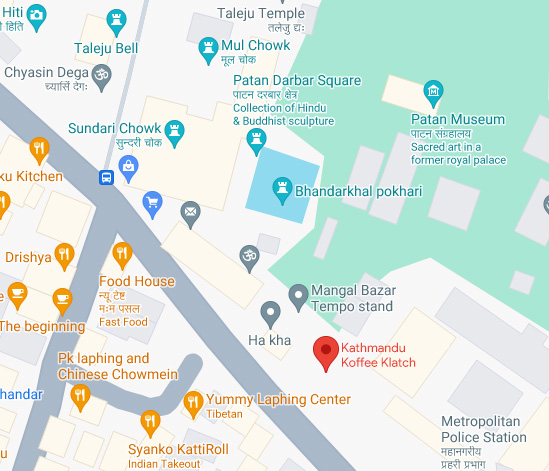 Hiti
ी हिति
Taleju Temple
तलेजु द्यः
Taleju Bell
Mul Chowk
मूल चोक
Chyasin Dega
च्यासिं देगः
Patan Darbar Square
पाटन दरबार क्षेत्र
Collection of Hindu
& Buddhist sculpture
Patan Museum
पाटन संग्रहालय
Sacred art in a
former royal palace
Sundari Chowk
सुन्दरी चोक
ku Kitchen
Bhandarkhal pokhari
Drishya
Food House
न्यू टेष्ट
मःम पसल
Fast Food
Mangal Bazar
Tempo stand
e
The beginning
Ha kha
Kathmandu
Koffee Klatch
Pk laphing and
Chinese Chowmein
handar
Yummy Laphing Center
Tibetan
Syanko KattiRoll
Indian Takeout
Metropolitan
Police Station
महानगरीय
प्रहरी प्रभाग
u